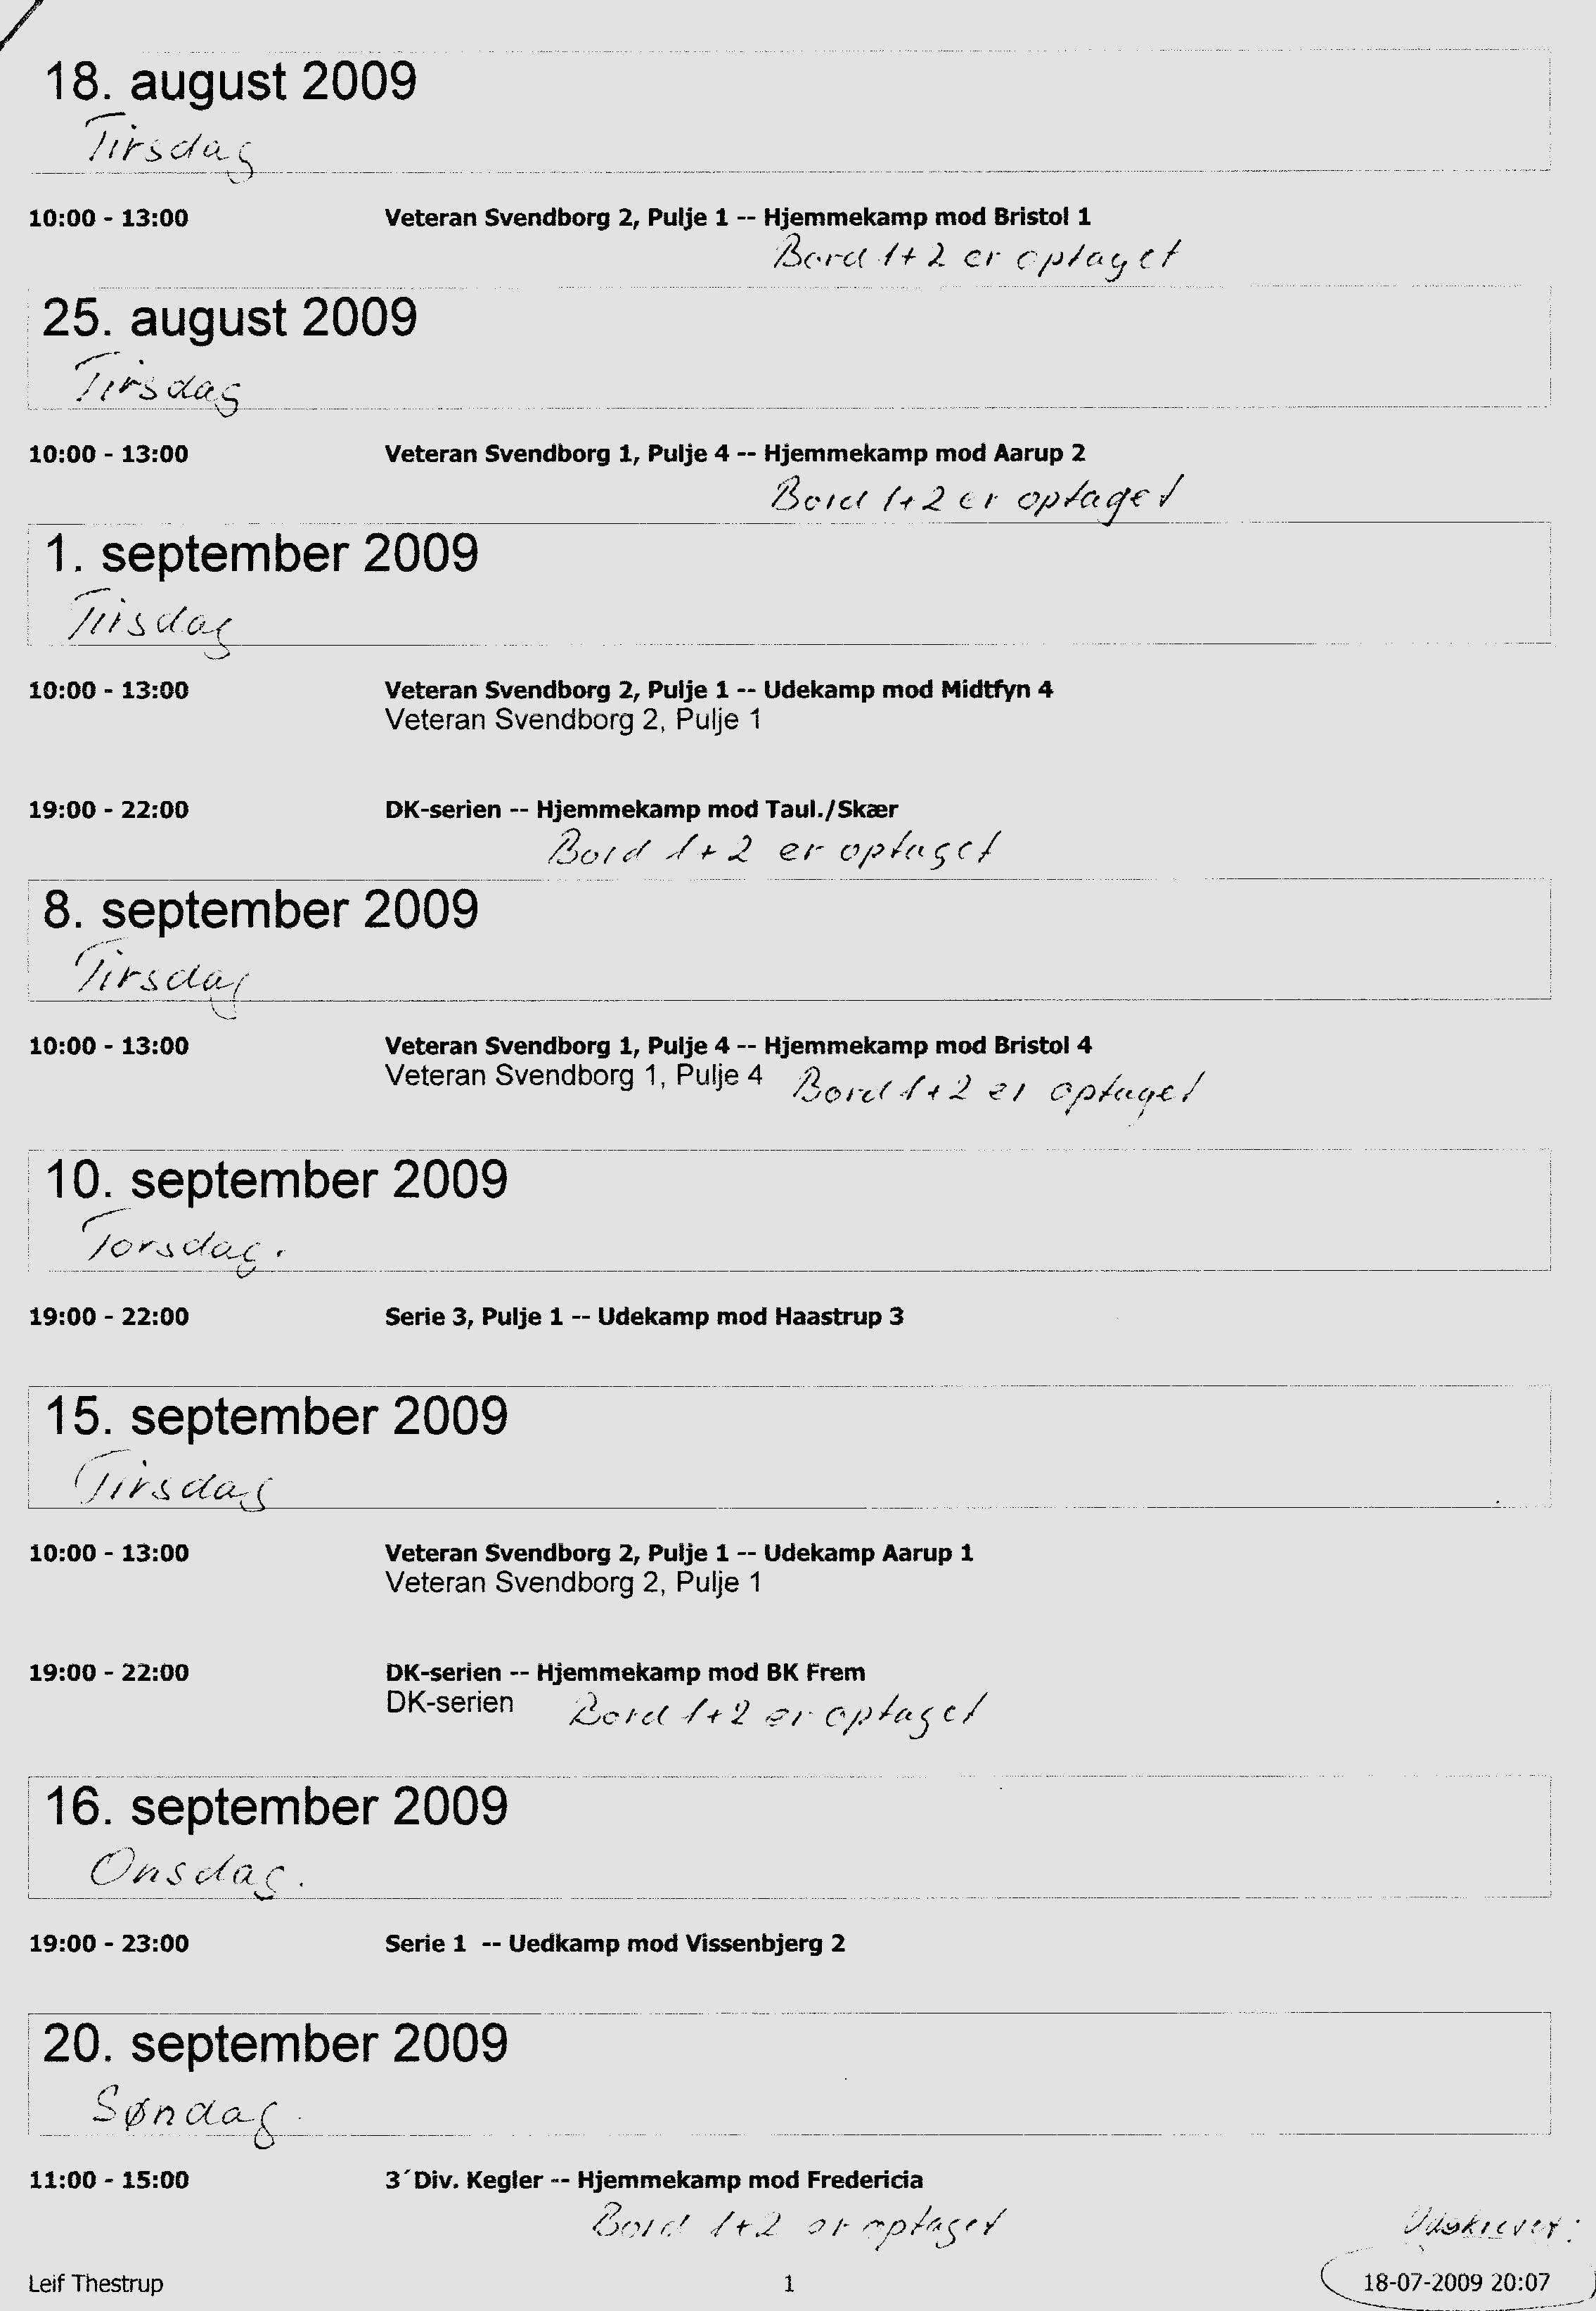 18. august 2009
Tirsdag
10:00 - 13:00 Veteran Svendborg 2, Pulje 1 -- Hjemmekamp mod Bristol 1
Bord 1+2 er optaget
25. august 2009
Tirsdag
10:00 - 13:00 Veteran Svendborg 1, Pulje 4 -- Hjemmekamp mod Aarup 2
Bord 1+2 er optaget
1. september 2009
Tirsdag
10:00 - 13:00 Veteran Svendborg 2, Pulje 1 -- Udekamp mod Midtfyn 4
Veteran Svendborg 2, Pulje 1
19:00 - 22:00 DK-serien -- Hjemmekamp mod Taul./Skær
Bord 1+2 er optaget
8. september 2009
Tirsdag
10:00 - 13:00 Veteran Svendborg 1, Pulje 4 -- Hjemmekamp mod Bristol 4
Veteran Svendborg 1, Pulje 4 Bord 1+2 er optaget
10. september 2009
Torsdag.
19:00 - 22:00 Serie 3, Pulje 1 -- Udekamp mod Haastrup 3
15. september 2009
Tirsdag
10:00 - 13:00 Veteran Svendborg 2, Pulje 1 -- Udekamp Aarup 1
Veteran Svendborg 2, Pulje 1
19:00 - 22:00 DK-serien -- Hjemmekamp mod BK Frem
DK-serien Bord 1+2 er optaget
16. september 2009
Onsdag.
19:00 - 23:00 Serie 1 -- Uedkamp mod Vissenbjerg 2
20. september 2009
Søndag
11:00 - 15:00 3´Div. Kegler -- Hjemmekamp mod Fredericia
Bord 1+2 er optaget
Udskrevet:
Leif Thestrup 1 18-07-2009 20:07